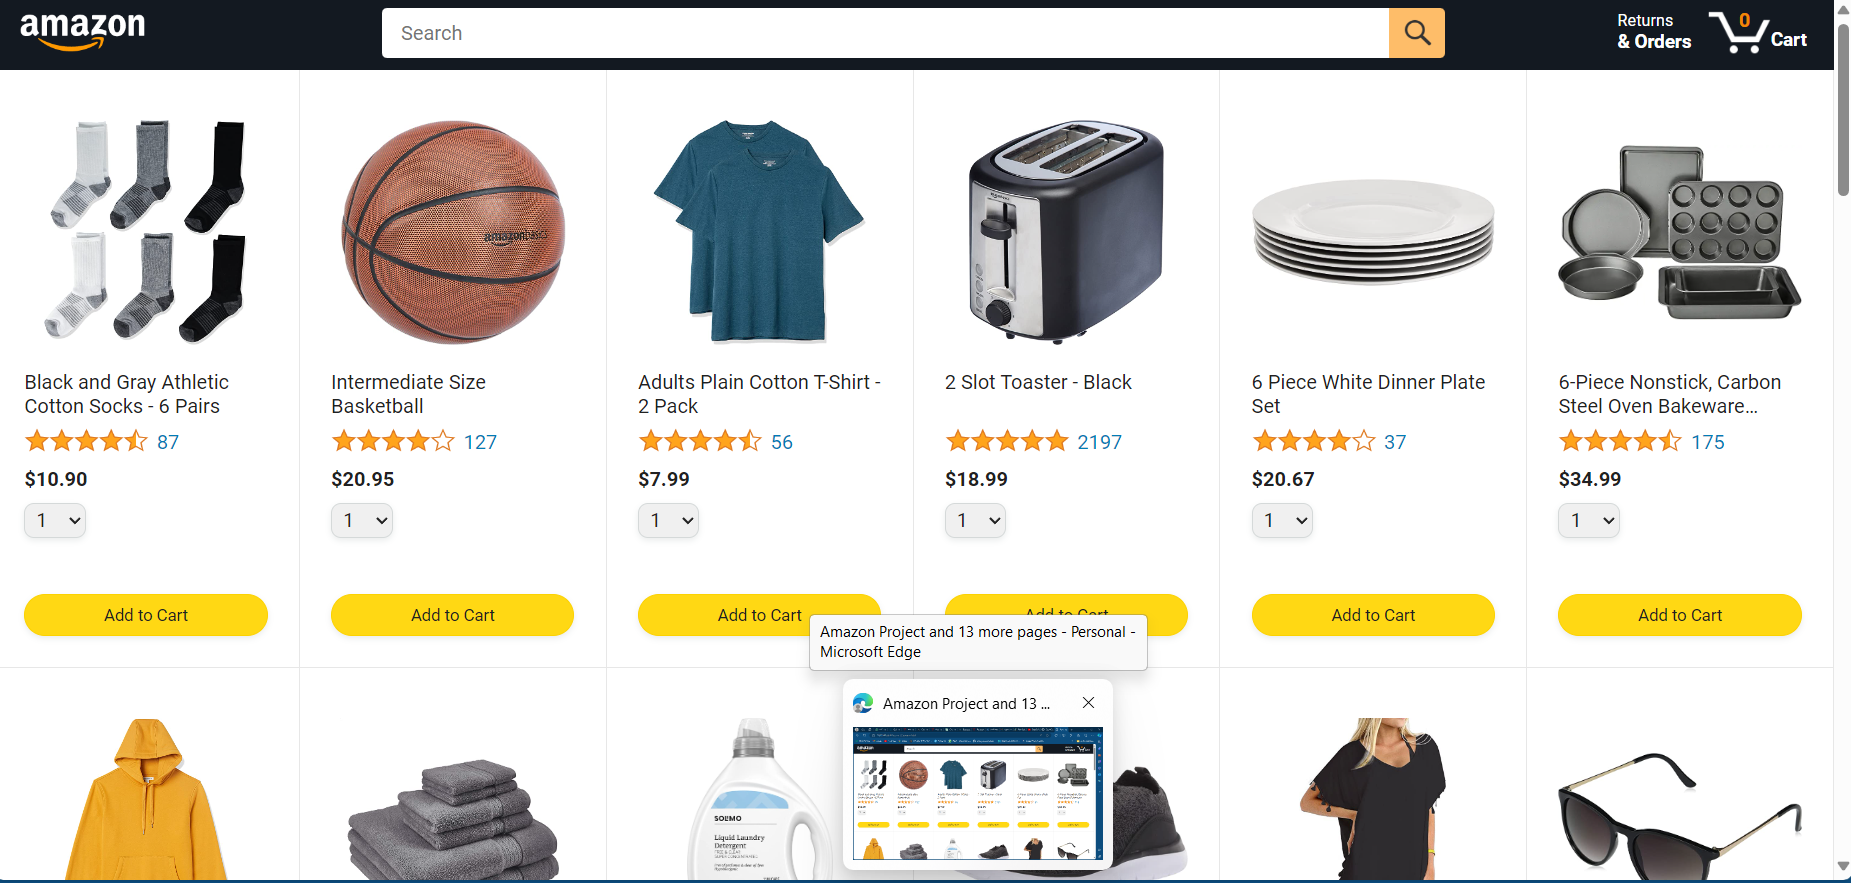 amazon
Search
Returns
& Orders
0
Cart
amazonbasics
Black and Gray Athletic
Cotton Socks - 6 Pairs
87
$10.90
1
Add to Cart
Intermediate Size
Basketball
127
$20.95
1
Add to Cart
Adults Plain Cotton T-Shirt -
2 Pack
56
$7.99
1
Add to Cart
2 Slot Toaster - Black
2197
$18.99
1
Add to Cart
6 Piece White Dinner Plate
Set
37
$20.67
1
Add to Cart
6-Piece Nonstick, Carbon
Steel Oven Bakeware...
175
$34.99
1
Add to Cart
Amazon Project and 13 more pages - Personal -
Microsoft Edge
Amazon Project and 13 ...
SOLIMO
Liquid Laundry
Detergent